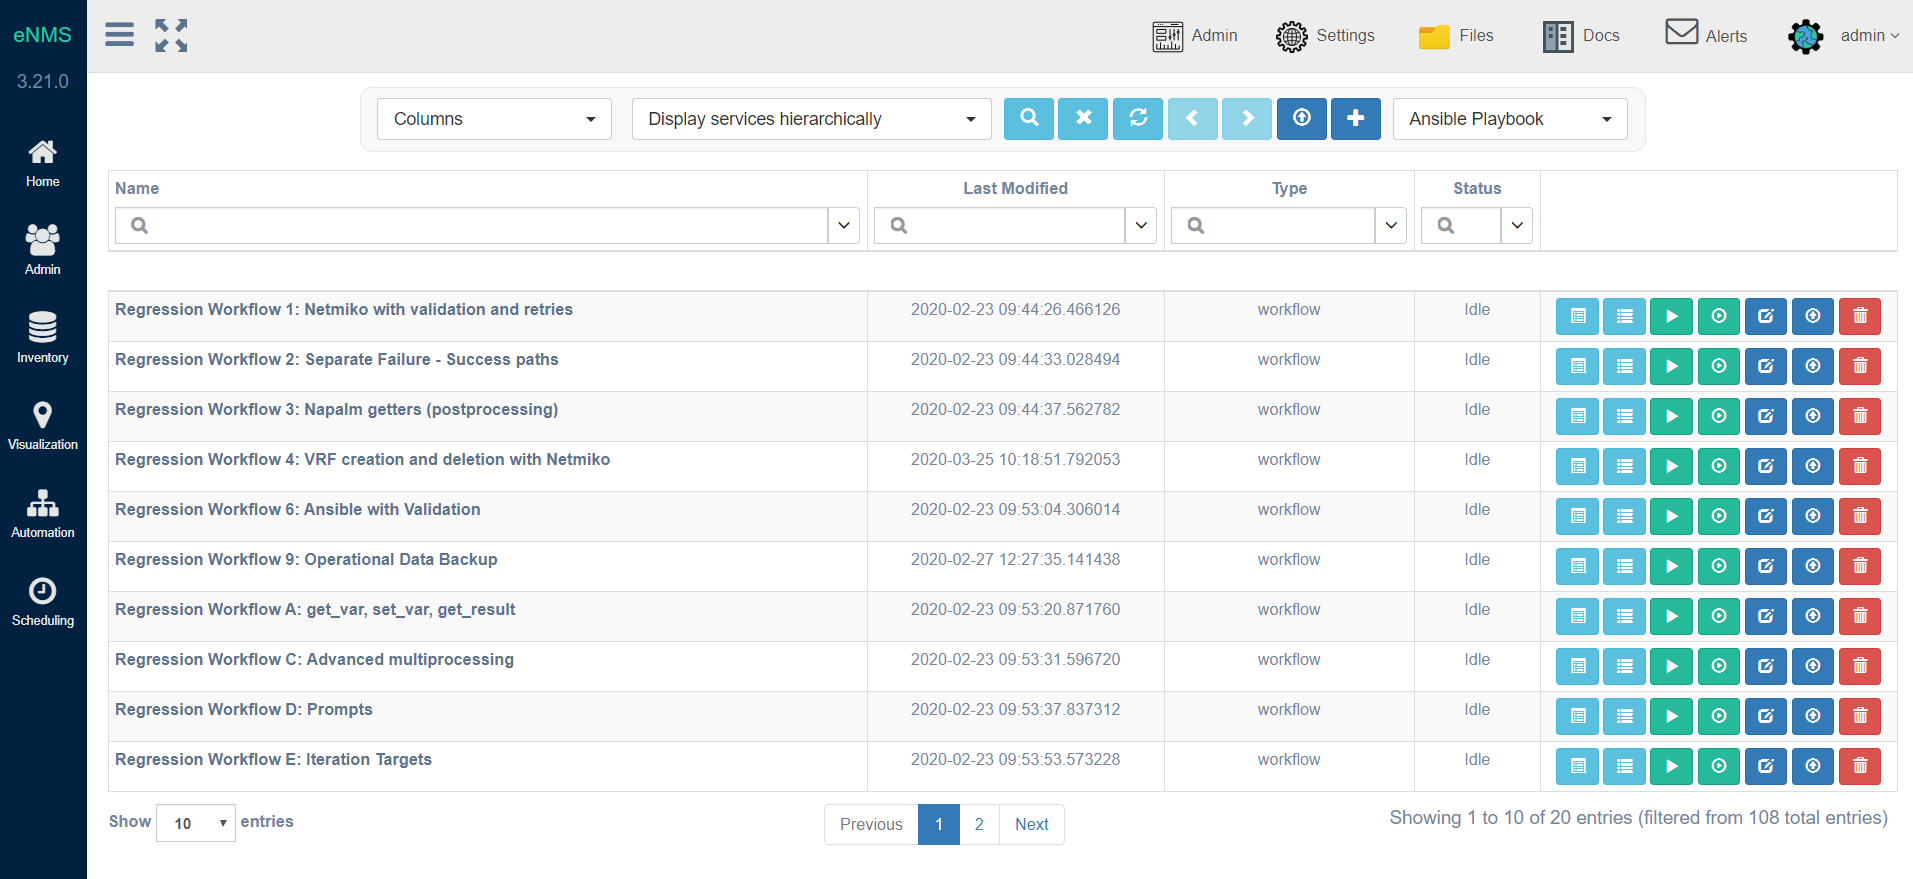 eNMS
3.21.0
Home
Admin
Inventory
Visualization
Automation
Scheduling
Admin Settings Files Docs Alerts admin
Columns Display services hierarchically Ansible Playbook
Name Last Modified Type Status
Regression Workflow 1: Netmiko with validation and retries 2020-02-23 09:44:26.466126 workflow Idle
Regression Workflow 2: Separate Failure - Success paths 2020-02-23 09:44:33.028494 workflow Idle
Regression Workflow 3: Napalm getters (postprocessing) 2020-02-23 09:44:37.562782 workflow Idle
Regression Workflow 4: VRF creation and deletion with Netmiko 2020-03-25 10:18:51.792053 workflow Idle
Regression Workflow 6: Ansible with Validation 2020-02-23 09:53:04.306014 workflow Idle
Regression Workflow 9: Operational Data Backup 2020-02-27 12:27:35.141438 workflow Idle
Regression Workflow A: get_var, set_var, get_result 2020-02-23 09:53:20.871760 workflow Idle
Regression Workflow C: Advanced multiprocessing 2020-02-23 09:53:31.596720 workflow Idle
Regression Workflow D: Prompts 2020-02-23 09:53:37.837312 workflow Idle
Regression Workflow E: Iteration Targets 2020-02-23 09:53:53.573228 workflow Idle
Show 10 entries Previous 1 2 Next Showing 1 to 10 of 20 entries (filtered from 108 total entries)